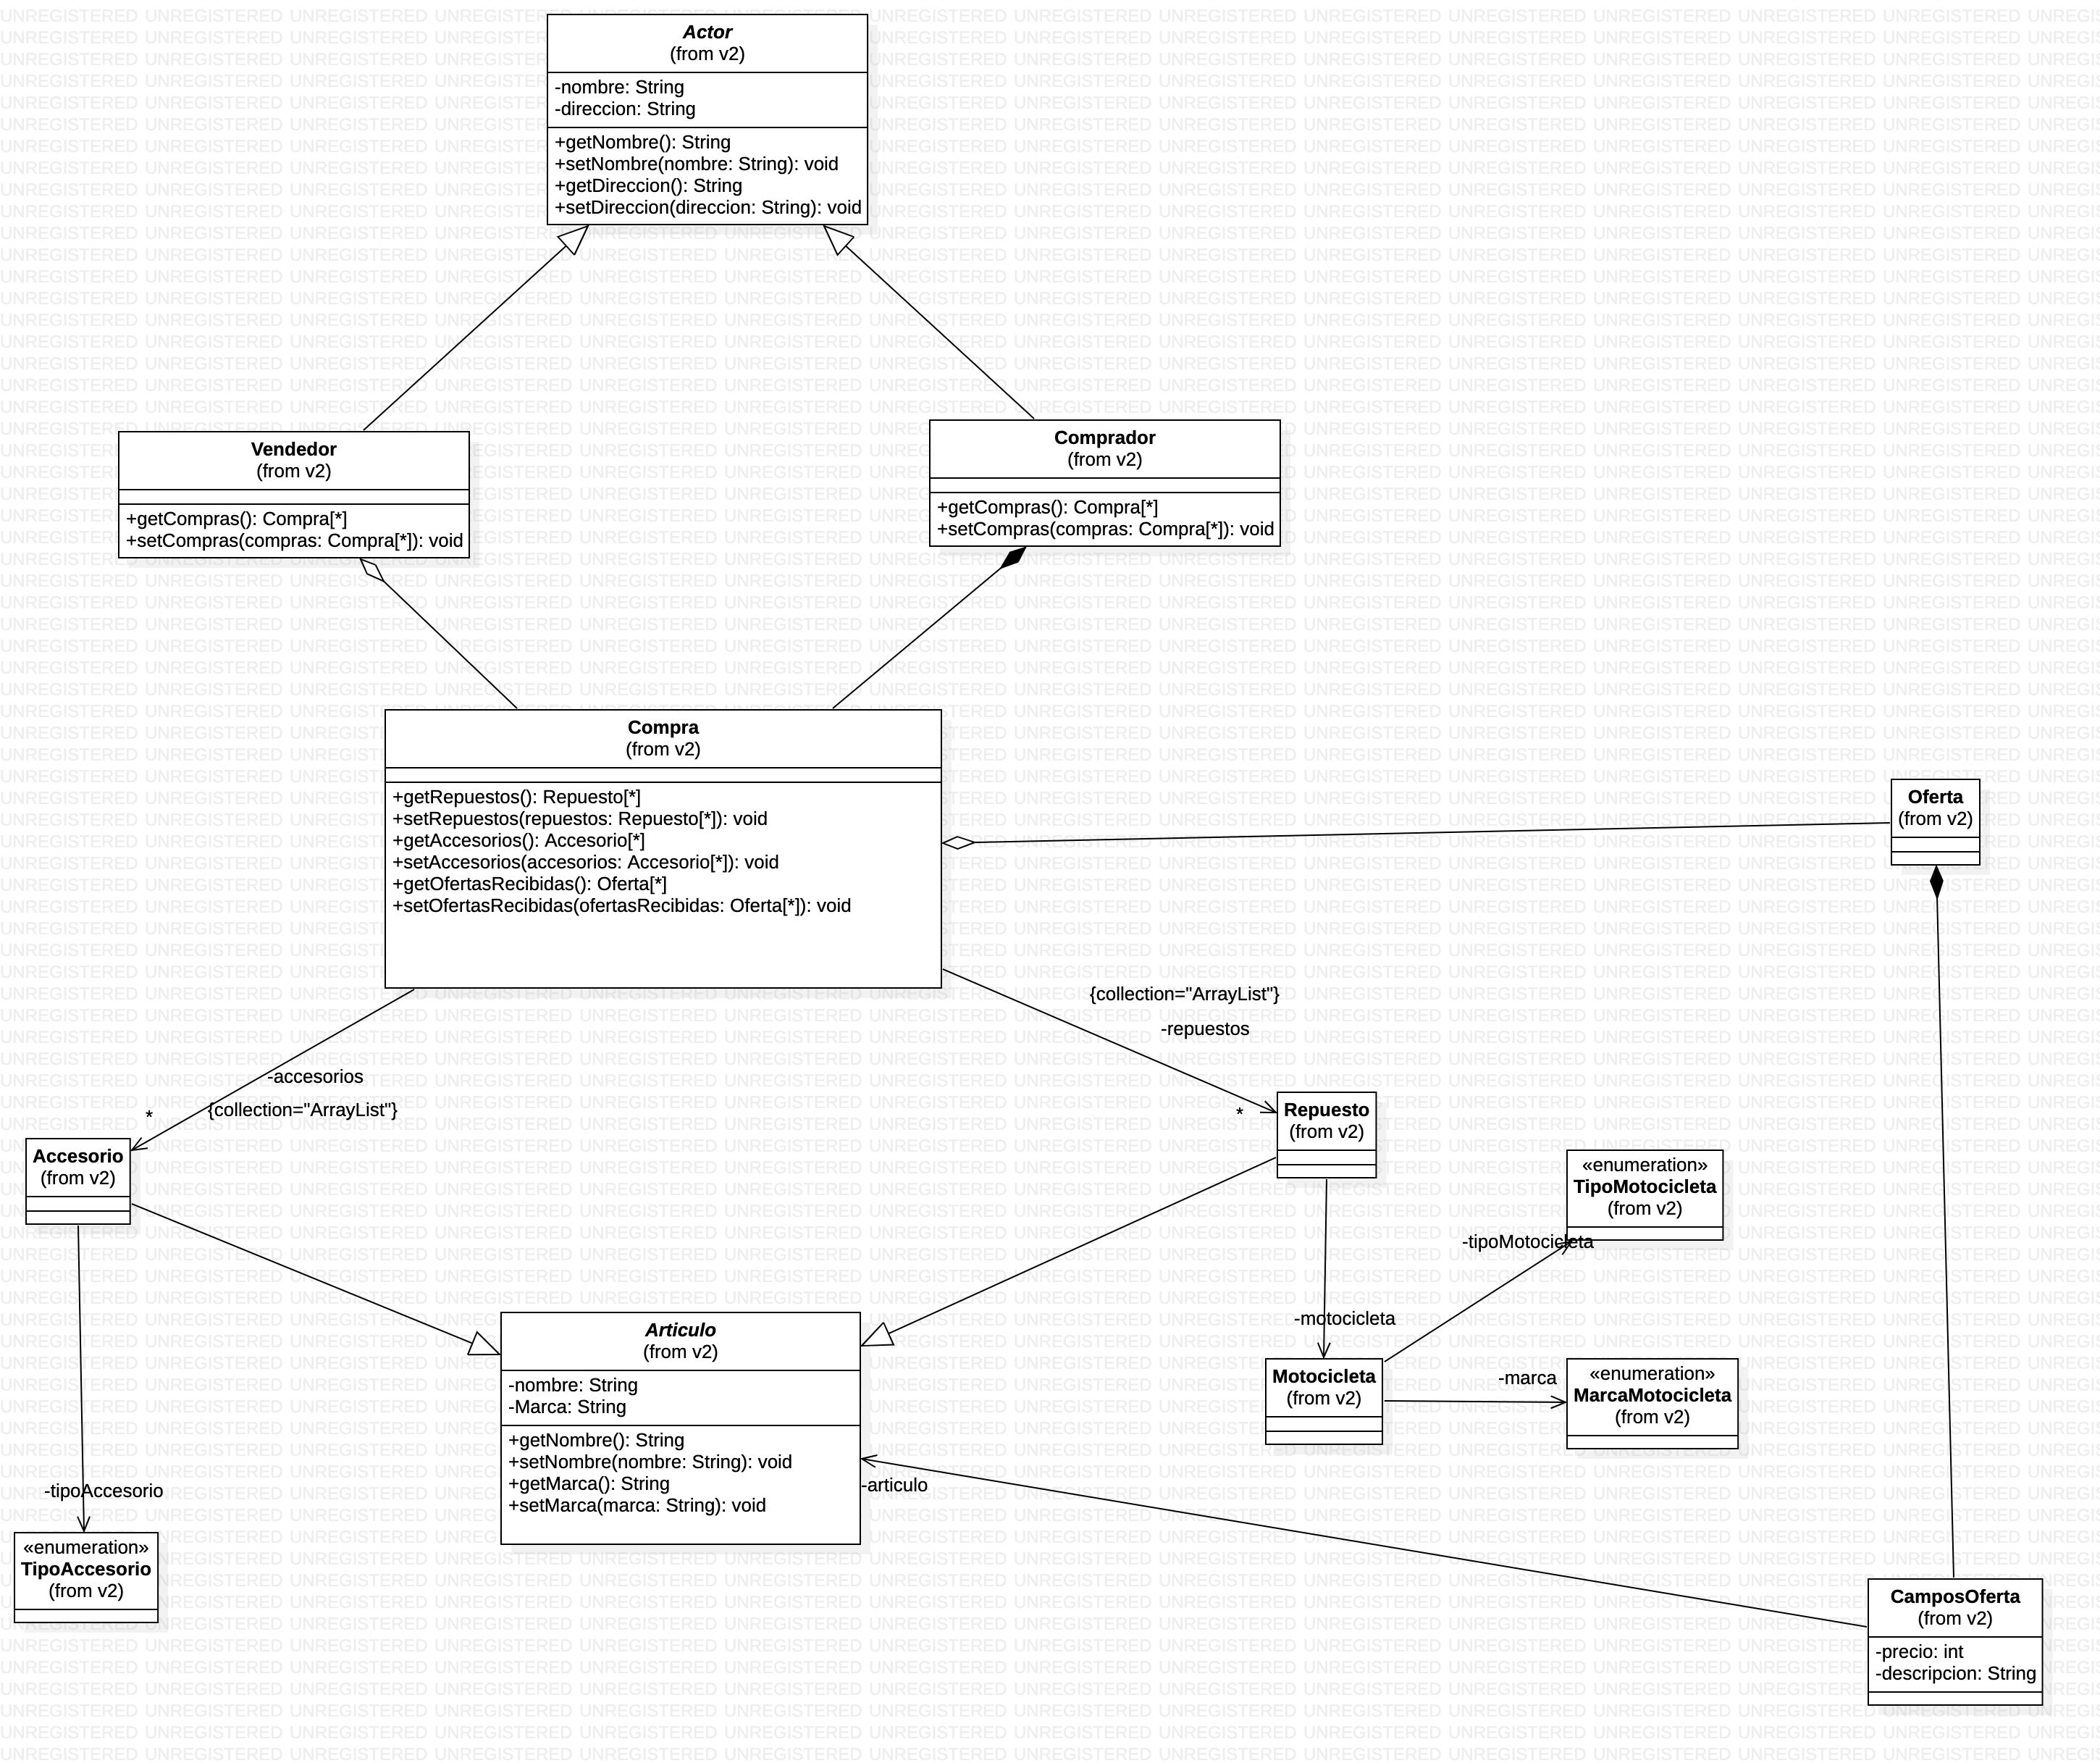 Actor
(from v2)
-nombre: String
-direccion: String
+getNombre(): String
+setNombre(nombre: String): void
+getDireccion(): String
+setDireccion(direccion: String): void
Vendedor
(from v2)
+getCompras(): Compra[*]
+setCompras(compras: Compra[*]): void
Comprador
(from v2)
+getCompras(): Compra[*]
+setCompras(compras: Compra[*]): void
Compra
(from v2)
+getRepuestos(): Repuesto[*]
+setRepuestos(repuestos: Repuesto[*]): void
+getAccesorios(): Accesorio[*]
+setAccesorios(accesorios: Accesorio[*]): void
+getOfertasRecibidas(): Oferta[*]
+setOfertasRecibidas(ofertasRecibidas: Oferta[*]): void
Oferta
(from v2)
{collection="ArrayList"}
-repuestos
*
-accesorios
{collection="ArrayList"}
*
Accesorio
(from v2)
Repuesto
(from v2)
«enumeration»
TipoMotocicleta
(from v2)
-tipoMotocicleta
-motocicleta
Motocicleta
(from v2)
-marca
«enumeration»
MarcaMotocicleta
(from v2)
Articulo
(from v2)
-nombre: String
-Marca: String
+getNombre(): String
+setNombre(nombre: String): void
+getMarca(): String
+setMarca(marca: String): void
-articulo
-tipoAccesorio
«enumeration»
TipoAccesorio
(from v2)
CamposOferta
(from v2)
-precio: int
-descripcion: String
UNREGISTERED